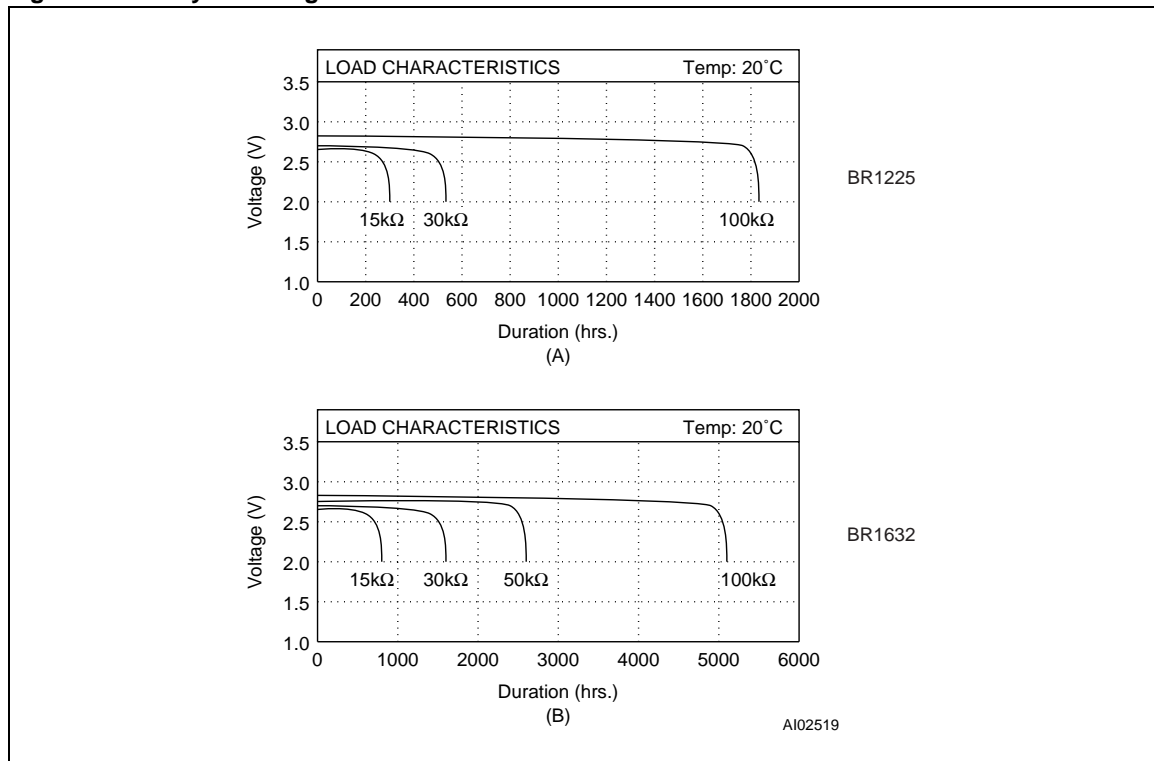 LOAD CHARACTERISTICS Temp: 20˚C
3.5
3.0
2.5
2.0
1.5
1.0
Voltage (V)
15kΩ 30kΩ 100kΩ
0 200 400 600 800 1000 1200 1400 1600 1800 2000
Duration (hrs.)
(A)
BR1225
LOAD CHARACTERISTICS Temp: 20˚C
3.5
3.0
2.5
2.0
1.5
1.0
Voltage (V)
15kΩ 30kΩ 50kΩ 100kΩ
0 1000 2000 3000 4000 5000 6000
Duration (hrs.)
(B)
BR1632
AI02519